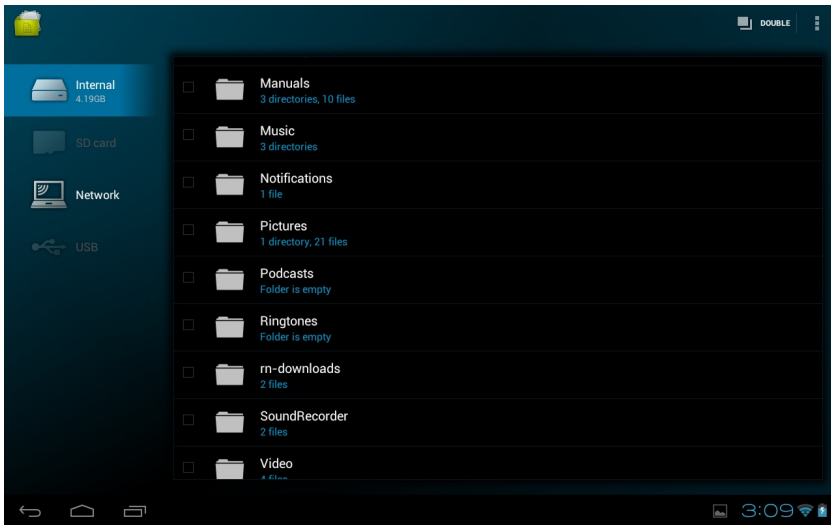 DOUBLE
Internal
4.19GB
SD card
Network
USB
Manuals
3 directories, 10 files
Music
3 directories
Notifications
1 file
Pictures
1 directory, 21 files
Podcasts
Folder is empty
Ringtones
Folder is empty
rn-downloads
2 files
SoundRecorder
2 files
Video
4 files
3:09